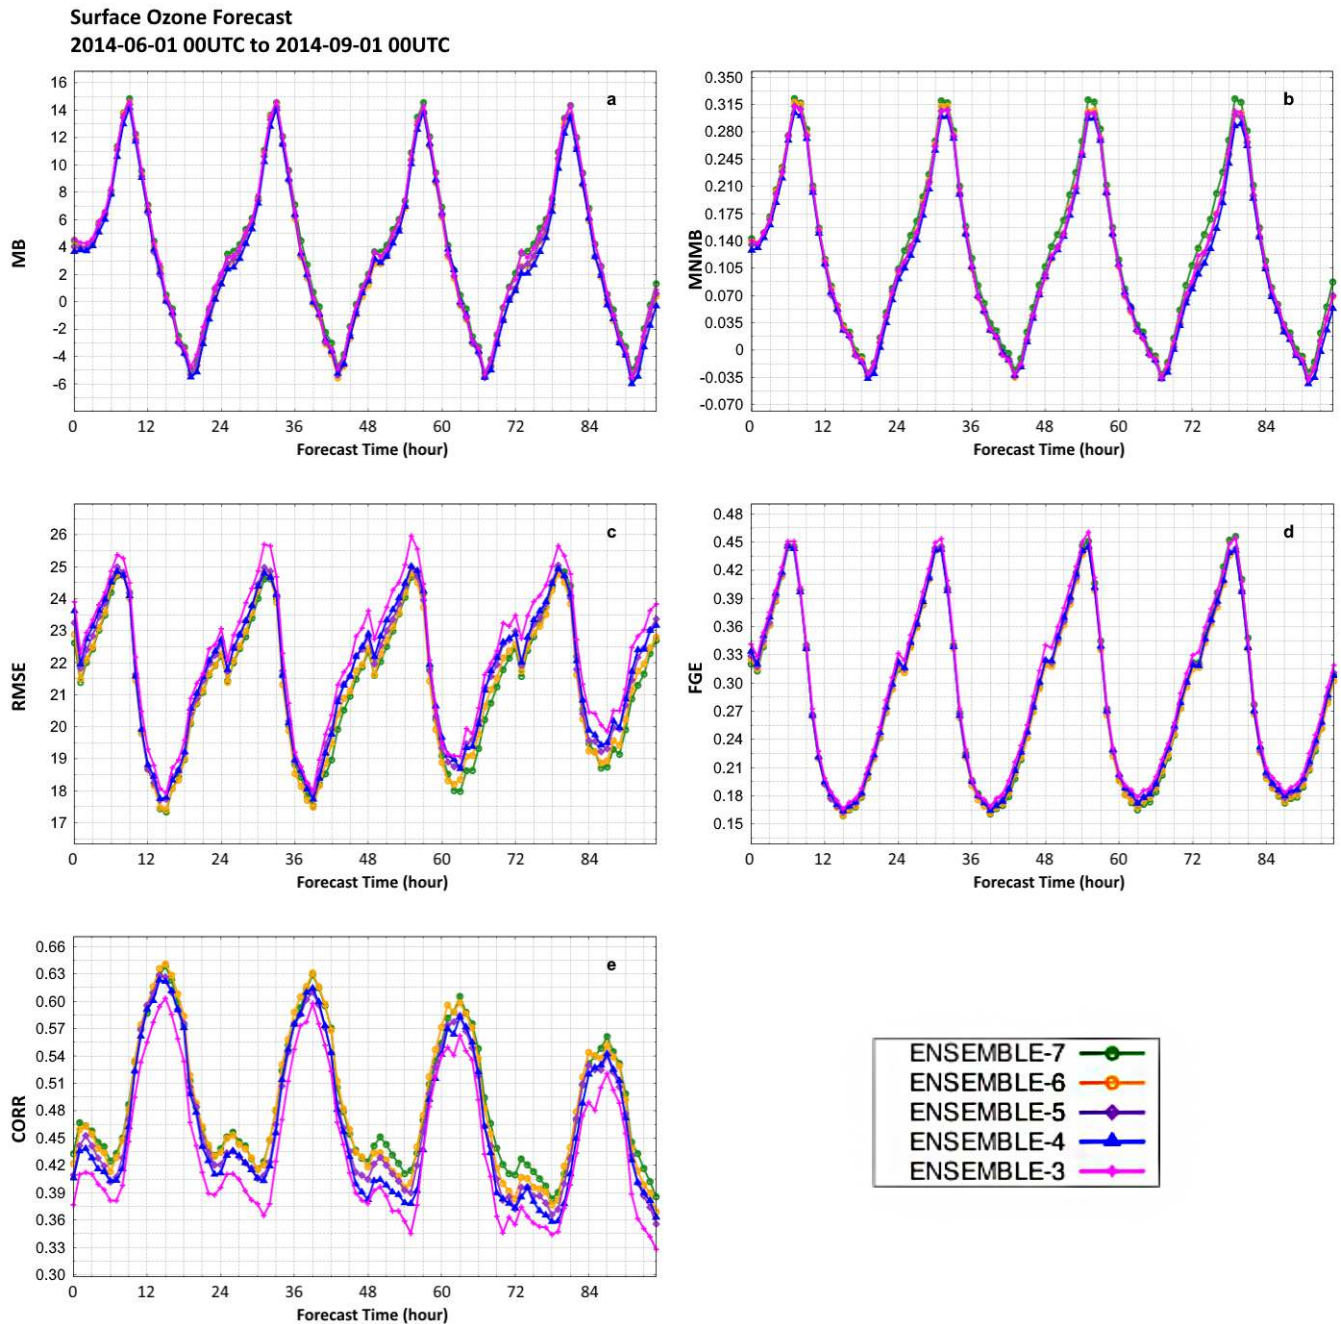 Surface Ozone Forecast
2014-06-01 00UTC to 2014-09-01 00UTC
a
MB
16
14
12
10
8
6
4
2
0
-2
-4
-6
0 12 24 36 48 60 72 84
Forecast Time (hour)
b
MNMB
0.350
0.315
0.280
0.245
0.210
0.175
0.140
0.105
0.070
0.035
0
-0.035
-0.070
0 12 24 36 48 60 72 84
Forecast Time (hour)
c
RMSE
26
25
24
23
22
21
20
19
18
17
0 12 24 36 48 60 72 84
Forecast Time (hour)
d
FGE
0.48
0.45
0.42
0.39
0.36
0.33
0.30
0.27
0.24
0.21
0.18
0.15
0 12 24 36 48 60 72 84
Forecast Time (hour)
e
CORR
0.66
0.63
0.60
0.57
0.54
0.51
0.48
0.45
0.42
0.39
0.36
0.33
0.30
0 12 24 36 48 60 72 84
Forecast Time (hour)
ENSEMBLE-7
ENSEMBLE-6
ENSEMBLE-5
ENSEMBLE-4
ENSEMBLE-3